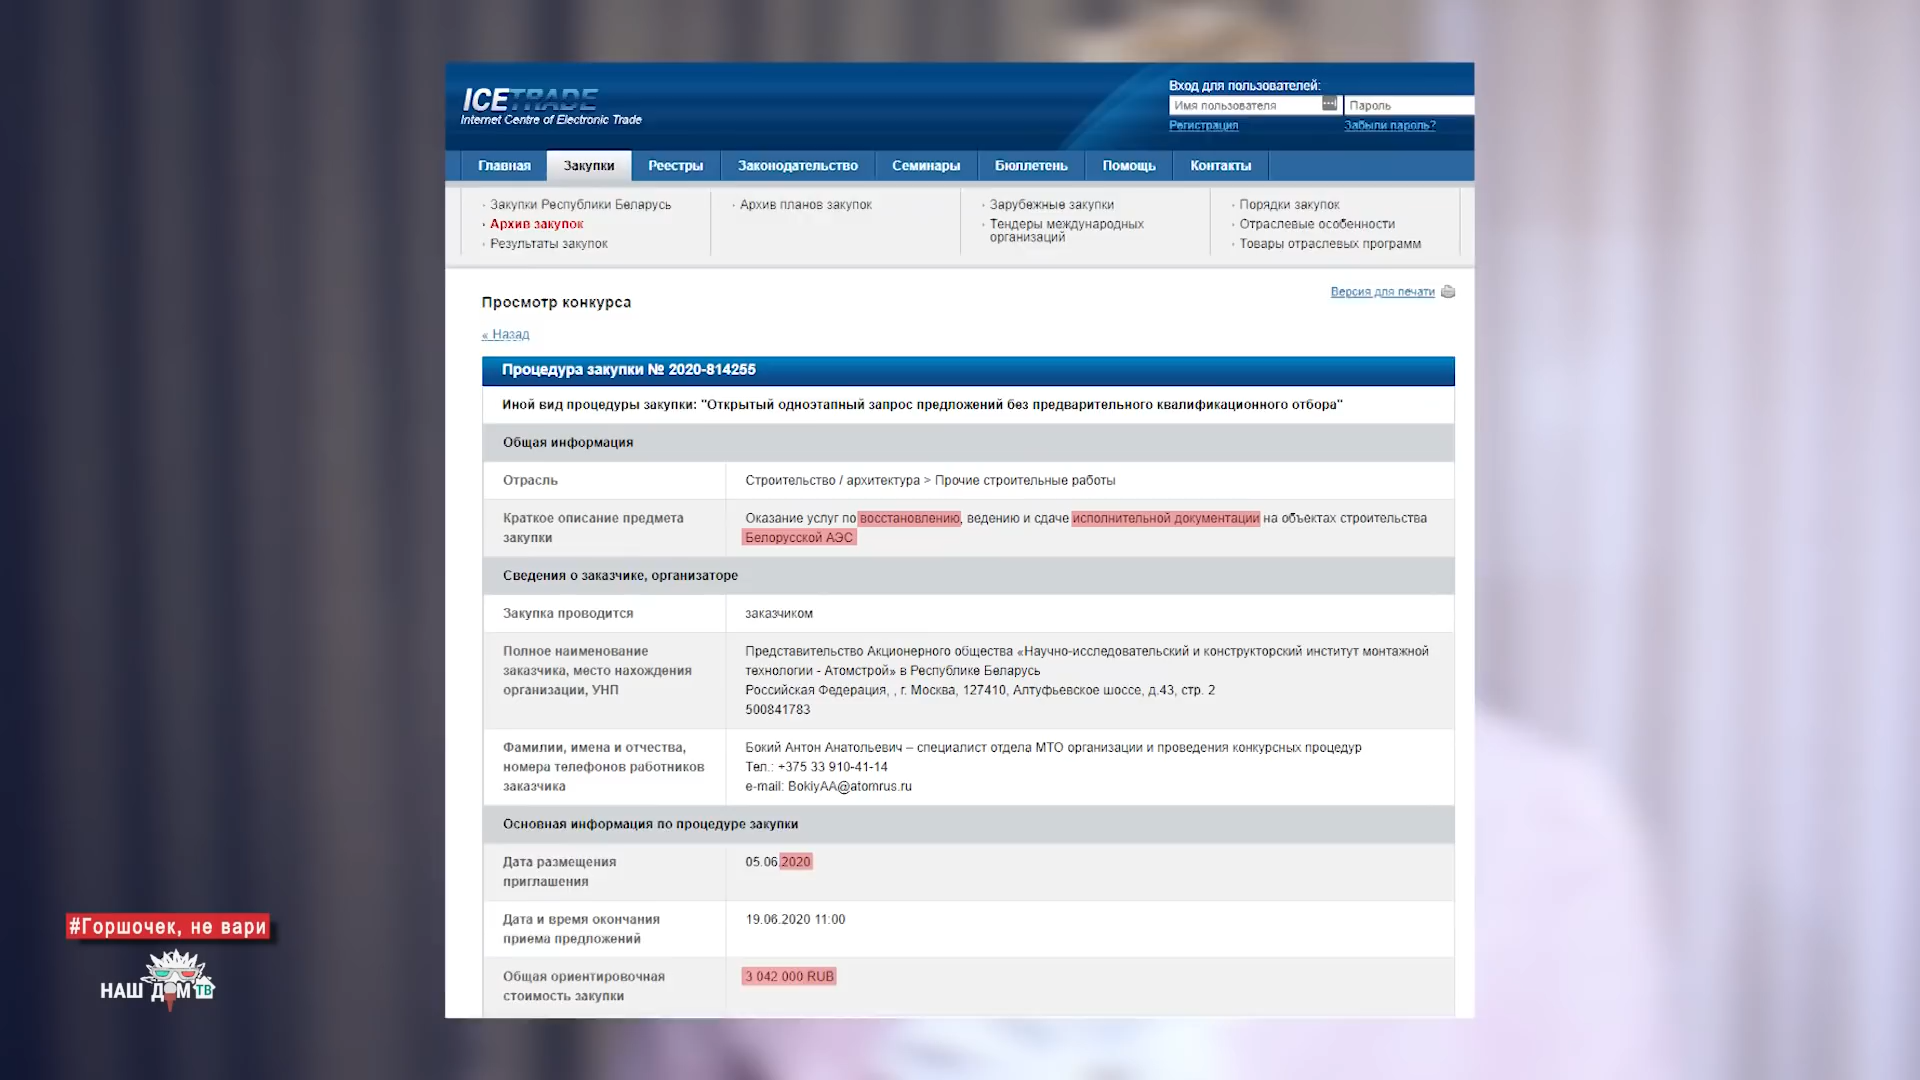 ICETRADE
Internet Centre of Electronic Trade
Вход для пользователей:
Имя пользователя
Пароль
Регистрация
Забыли пароль?
Главная
Закупки
Реестры
Законодательство
Семинары
Бюллетень
Помощь
Контакты
Закупки Республики Беларусь
Архив закупок
Результаты закупок
Архив планов закупок
Зарубежные закупки
Тендеры международных
организаций
Порядки закупок
Отраслевые особенности
Товары отраслевых программ
Просмотр конкурса
Версия для печати
« Назад
Процедура закупки № 2020-814255
Иной вид процедуры закупки: "Открытый одноэтапный запрос предложений без предварительного квалификационного отбора"
Общая информация
Отрасль
Строительство / архитектура > Прочие строительные работы
Краткое описание предмета
закупки
Оказание услуг по восстановлению, ведению и сдаче исполнительной документации на объектах строительства
Белорусской АЭС
Сведения о заказчике, организаторе
Закупка проводится
заказчиком
Полное наименование
заказчика, место нахождения
организации, УНП
Представительство Акционерного общества «Научно-исследовательский и конструкторский институт монтажной
технологии - Атомстрой» в Республике Беларусь
Российская Федерация, , г. Москва, 127410, Алтуфьевское шоссе, д.43, стр. 2
500841783
Фамилии, имена и отчества,
номера телефонов работников
заказчика
Бокий Антон Анатольевич – специалист отдела МТО организации и проведения конкурсных процедур
Тел.: +375 33 910-41-14
e-mail: BokiyAA@atomrus.ru
Основная информация по процедуре закупки
Дата размещения
приглашения
05.06.2020
Дата и время окончания
приема предложений
19.06.2020 11:00
Общая ориентировочная
стоимость закупки
3 042 000 RUB
#Горшочек, не вари
НАШ ДОМ ТВ